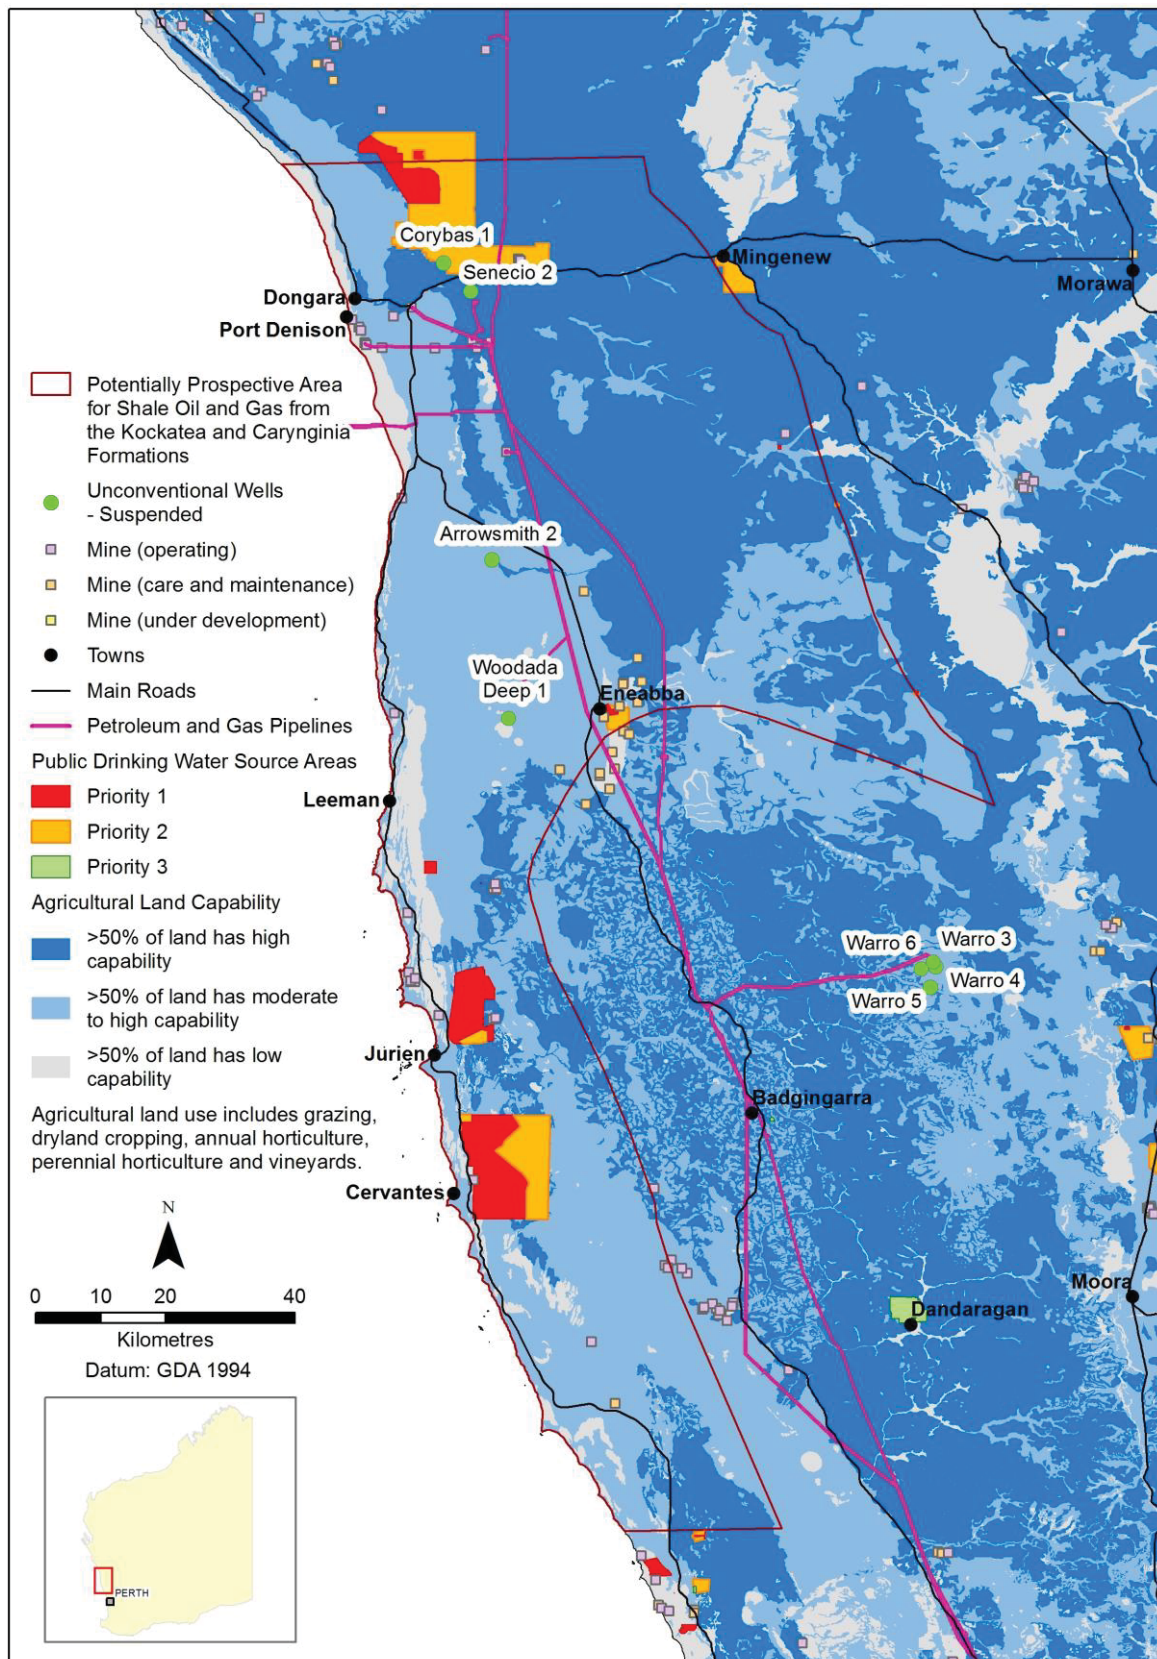 Corybas 1
Senecio 2
Mingenew
Morawa
Dongara
Port Denison
Potentially Prospective Area
for Shale Oil and Gas from
the Kockatea and Carynginia
Formations
Unconventional Wells
- Suspended
Mine (operating)
Mine (care and maintenance)
Mine (under development)
Towns
Main Roads
Petroleum and Gas Pipelines
Public Drinking Water Source Areas
Priority 1
Priority 2
Priority 3
Agricultural Land Capability
>50% of land has high
capability
>50% of land has moderate
to high capability
>50% of land has low
capability
Agricultural land use includes grazing,
dryland cropping, annual horticulture,
perennial horticulture and vineyards.
Arrowsmith 2
Woodada
Deep 1
Eneabba
Leeman
Warro 6
Warro 3
Warro 4
Warro 5
Jurien
Badgingarra
Cervantes
Moora
Dandaragan
N
0 10 20 40
Kilometres
Datum: GDA 1994
PERTH